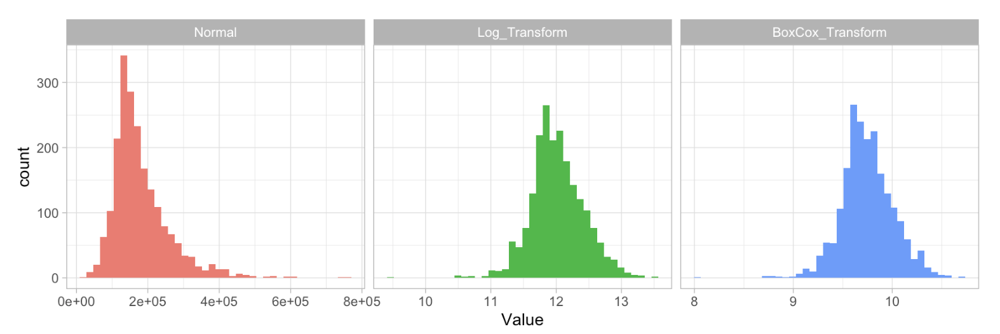 Normal
Log_Transform
BoxCox_Transform
count
300
200
100
0
0e+00 2e+05 4e+05 6e+05 8e+05
10 11 12 13
8 9 10
Value